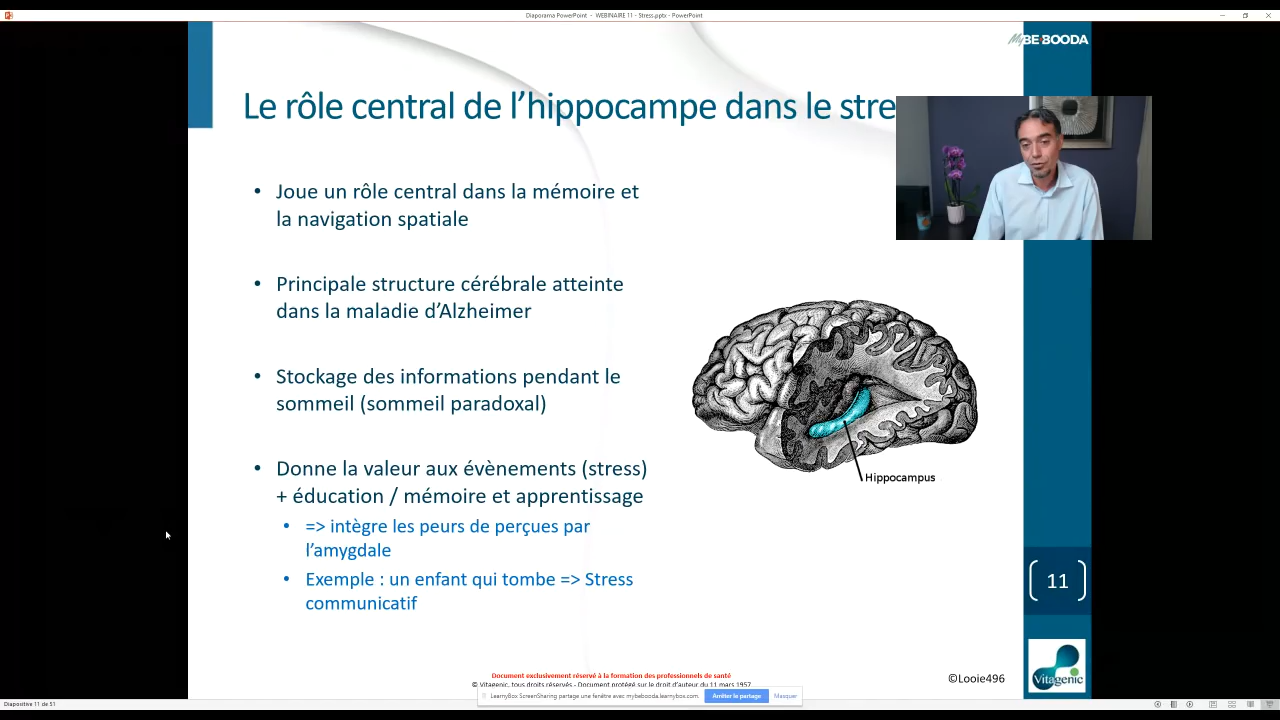 Diaporama PowerPoint - WEBINAIRE 11 - Stress.pptx - PowerPoint
MyBE-BOODA
Le rôle central de l'hippocampe dans le stre
• Joue un rôle central dans la mémoire et
la navigation spatiale
• Principale structure cérébrale atteinte
dans la maladie d'Alzheimer
• Stockage des informations pendant le
sommeil (sommeil paradoxal)
• Donne la valeur aux évènements (stress)
+ éducation / mémoire et apprentissage
• => intègre les peurs de perçues par
l'amygdale
• Exemple : un enfant qui tombe => Stress
communicatif
Hippocampus
11
©Looie496
Vitagenic
Document exclusivement réservé à la formation des professionnels de santé
© Vitagenic, tous droits réservés - Document protégé sur le droit d'auteur du 11 mars 1957
LearnyBox ScreenSharing partage une fenêtre avec mybebooda.learnybox.com.
Arrêter le partage
Masquer
Diapositive 11 de 51